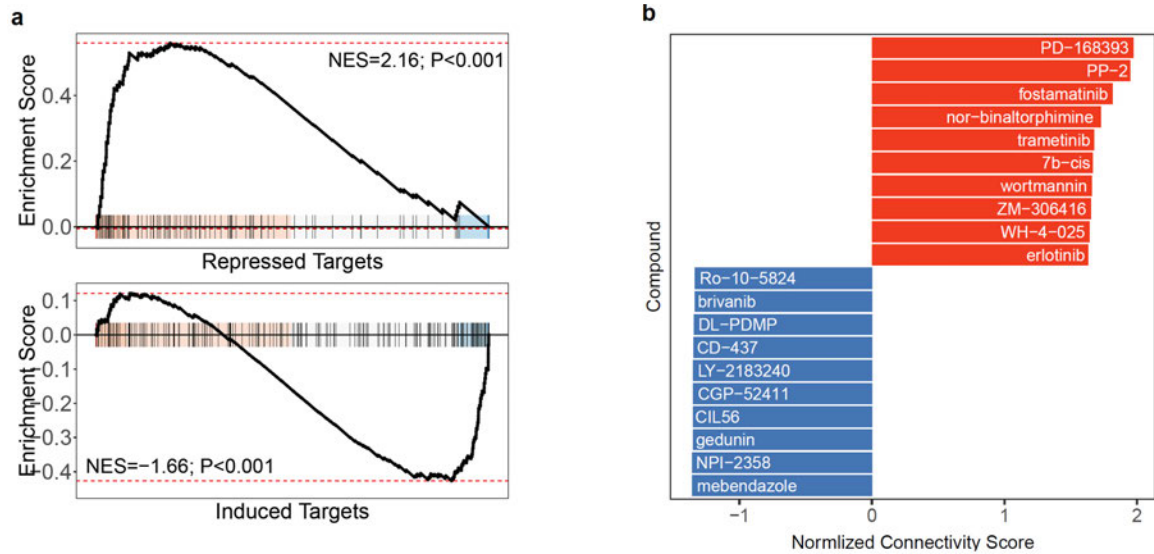 a
NES=2.16; P<0.001
Enrichment Score
0.4
0.2
0.0
Repressed Targets
Enrichment Score
0.1
0.0
−0.1
−0.2
−0.3
−0.4
NES=−1.66; P<0.001
Induced Targets
b
Compound
PD−168393
PP−2
fostamatinib
nor−binaltorphimine
trametinib
7b−cis
wortmannin
ZM−306416
WH−4−025
erlotinib
Ro−10−5824
brivanib
DL−PDMP
CD−437
LY−2183240
CGP−52411
CIL56
gedunin
NPI−2358
mebendazole
−1
0
1
2
Normlized Connectivity Score